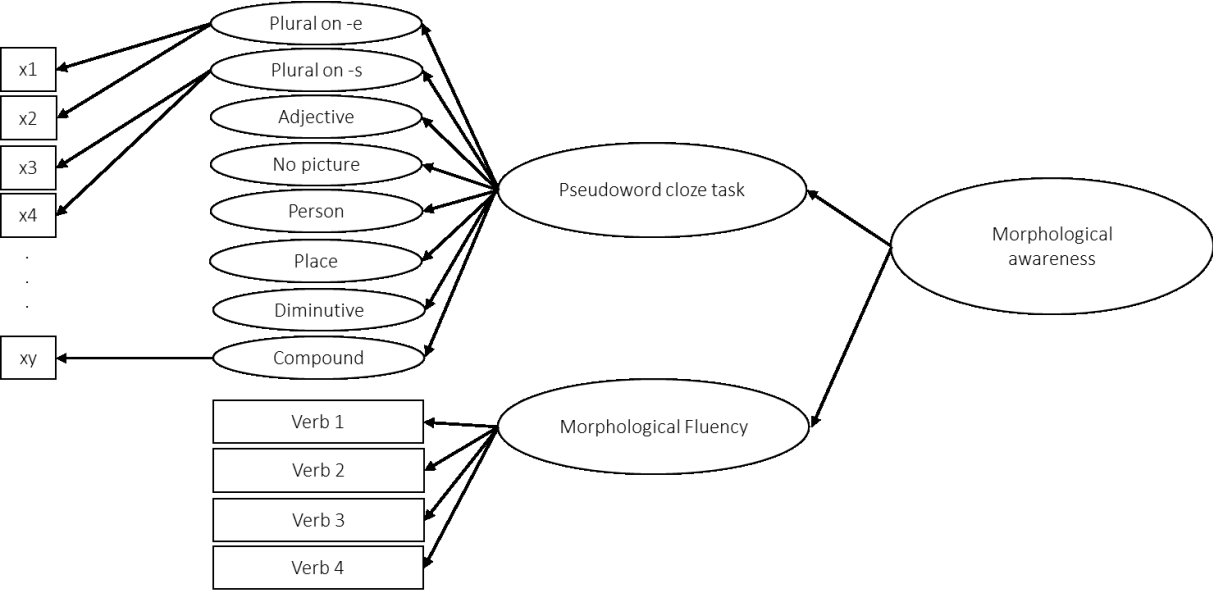 Plural on -e
x1
Plural on -s
x2
Adjective
x3
No picture
Pseudoword cloze task
x4
Person
Morphological
awareness
Place
.
.
.
Diminutive
xy
Compound
Verb 1
Morphological Fluency
Verb 2
Verb 3
Verb 4